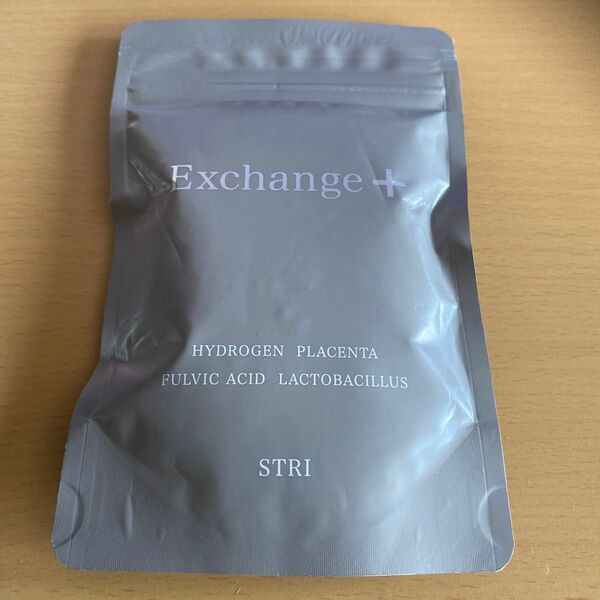 Exchange+
HYDROGEN PLACENTA
FULVIC ACID LACTOBACILLUS
STRI